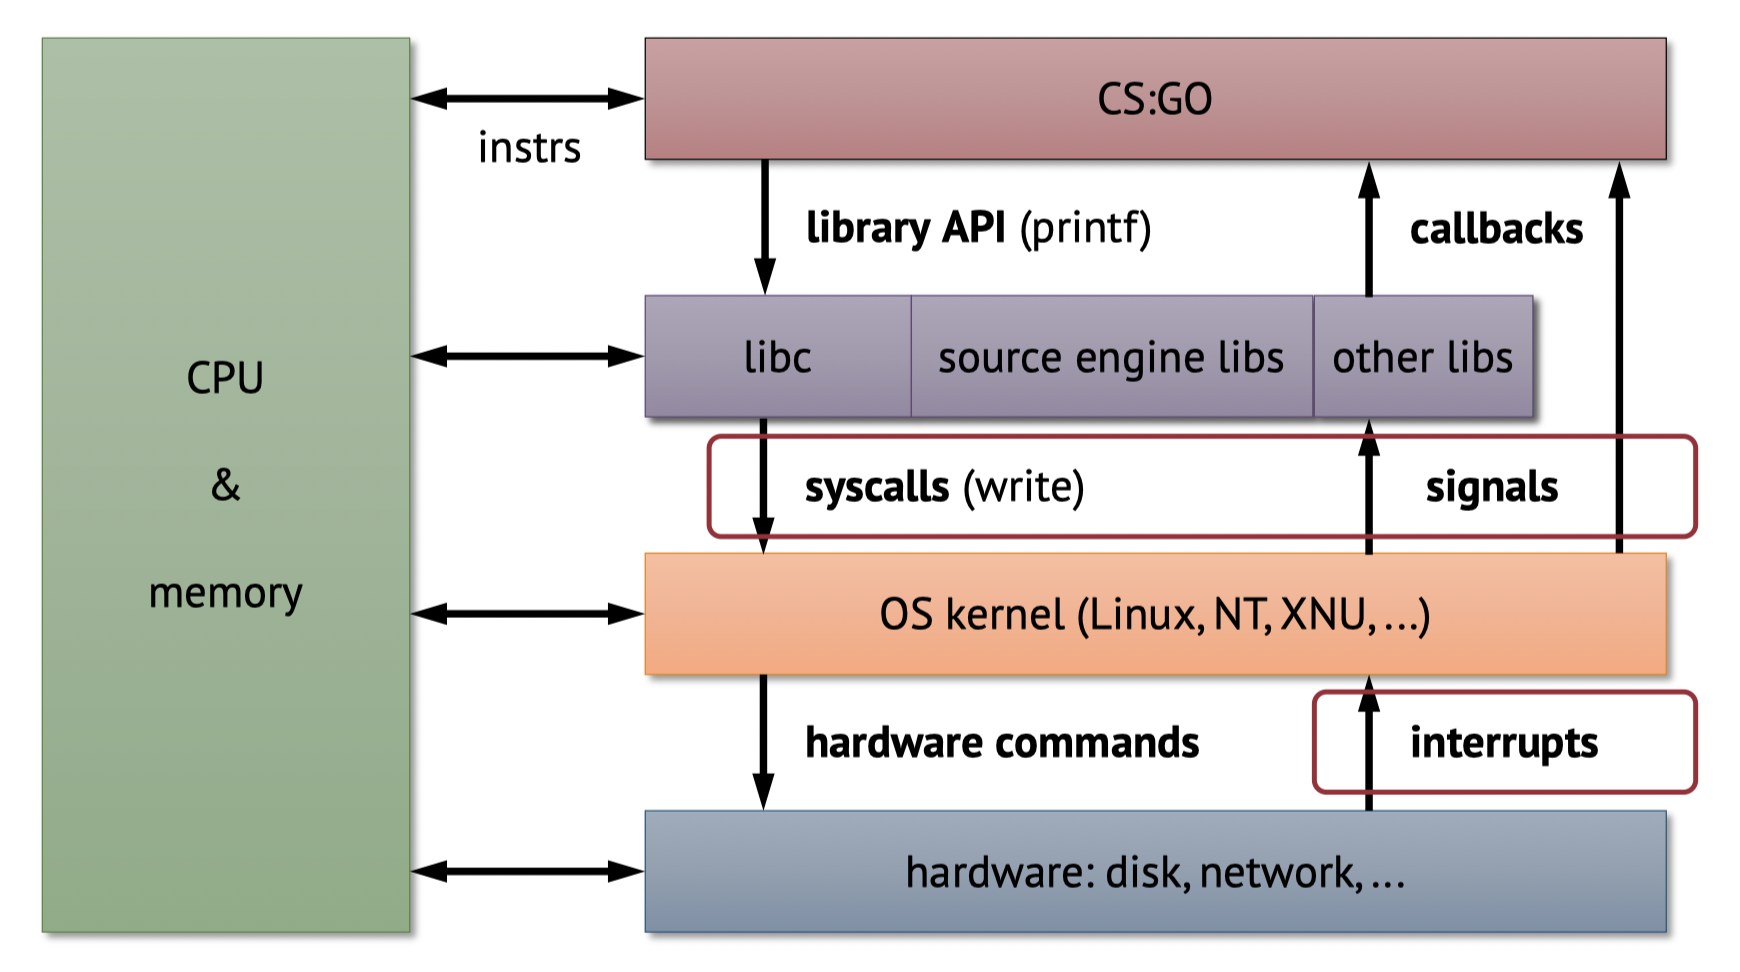 CS:GO
instrs
library API (printf)
callbacks
CPU
&
memory
libc
source engine libs
other libs
syscalls (write)
signals
OS kernel (Linux, NT, XNU, ...)
hardware commands
interrupts
hardware: disk, network, ...